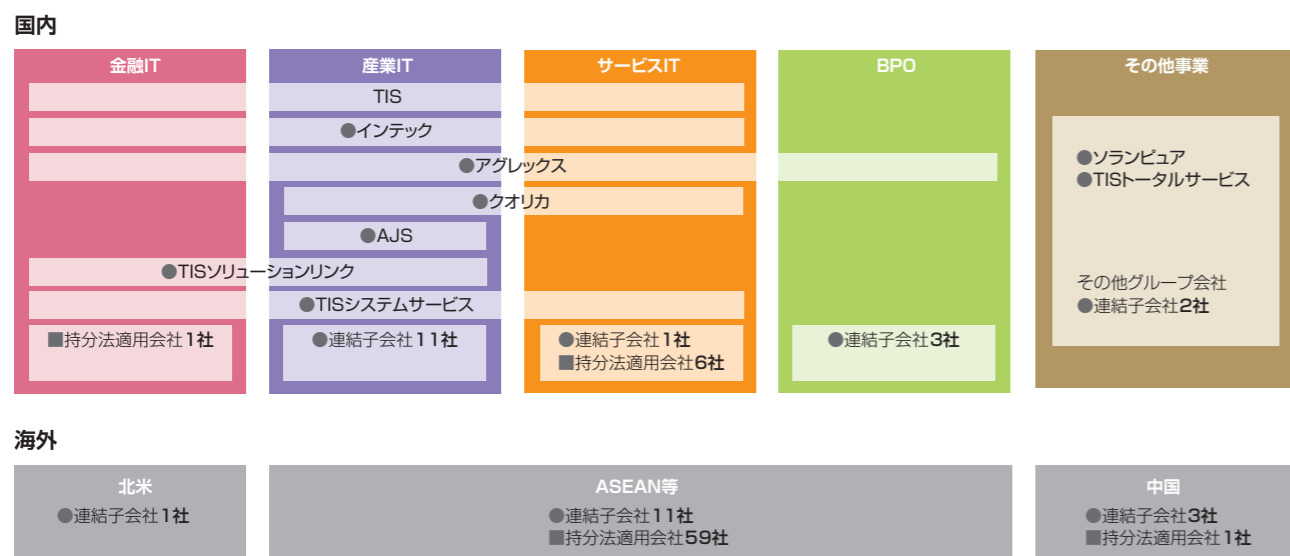 国内
金融IT
産業IT
サービスIT
BPO
その他事業
TIS
●インテック
●アグレックス
●クオリカ
●AJS
●TISソリューションリンク
●TISシステムサービス
■持分法適用会社1社
●連結子会社11社
●連結子会社1社
■持分法適用会社6社
●連結子会社3社
●ソランピュア
●TISトータルサービス
その他グループ会社
●連結子会社2社
海外
北米
●連結子会社1社
ASEAN等
●連結子会社11社
■持分法適用会社59社
中国
●連結子会社3社
■持分法適用会社1社